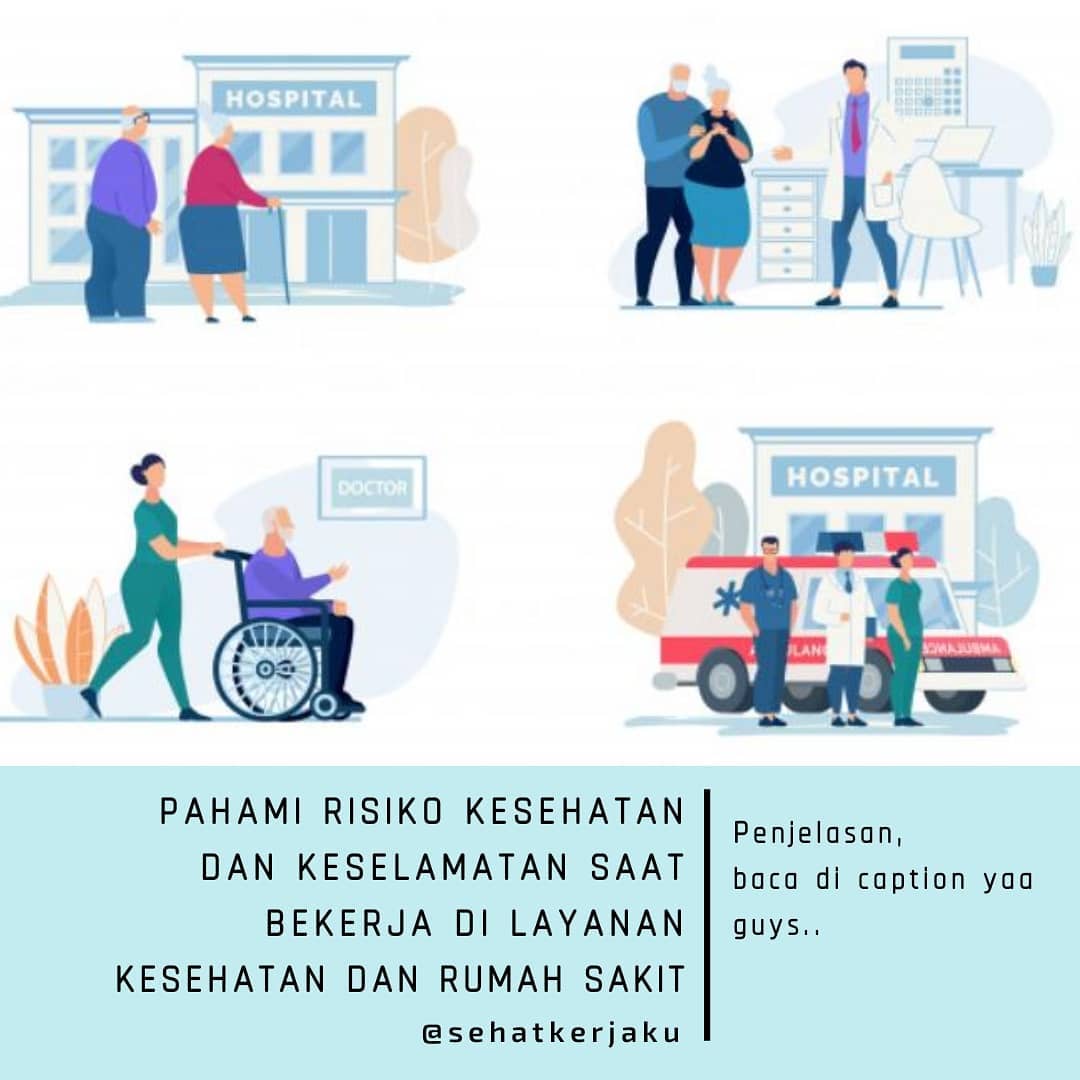 HOSPITAL
DOCTOR
HOSPITAL
AMBULANCE
PAHAMI RISIKO KESEHATAN
DAN KESELAMATAN SAAT
BEKERJA DI LAYANAN
KESEHATAN DAN RUMAH SAKIT
@sehatkerjaku
Penjelasan,
baca di caption yaa
guys..